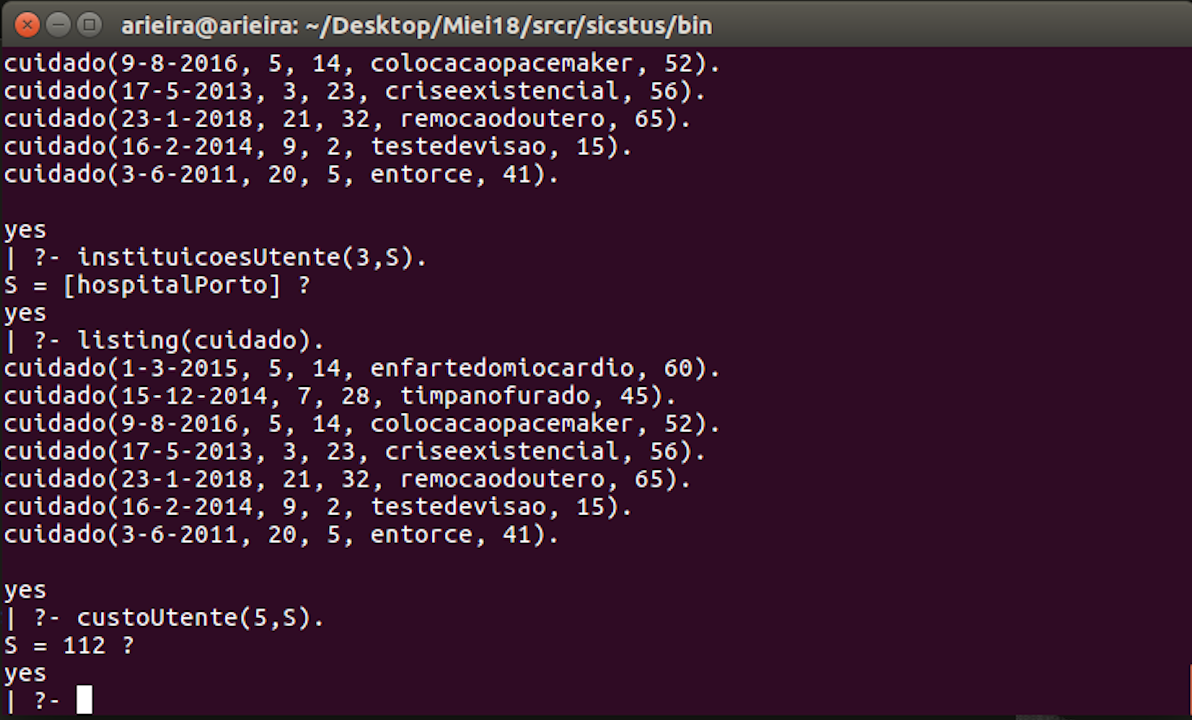 arieira@arieira: ~/Desktop/Miei18/srcr/sicstus/bin
cuidado(9-8-2016, 5, 14, colocacaopacemaker, 52).
cuidado(17-5-2013, 3, 23, criseexistencial, 56).
cuidado(23-1-2018, 21, 32, remocaodoutero, 65).
cuidado(16-2-2014, 9, 2, testedevisao, 15).
cuidado(3-6-2011, 20, 5, entorce, 41).
yes
| ?- instituicoesUtente(3,S).
S = [hospitalPorto] ?
yes
| ?- listing(cuidado).
cuidado(1-3-2015, 5, 14, enfartedomiocardio, 60).
cuidado(15-12-2014, 7, 28, timpanofurado, 45).
cuidado(9-8-2016, 5, 14, colocacaopacemaker, 52).
cuidado(17-5-2013, 3, 23, criseexistencial, 56).
cuidado(23-1-2018, 21, 32, remocaodoutero, 65).
cuidado(16-2-2014, 9, 2, testedevisao, 15).
cuidado(3-6-2011, 20, 5, entorce, 41).
yes
| ?- custoUtente(5,S).
S = 112 ?
yes
| ?-